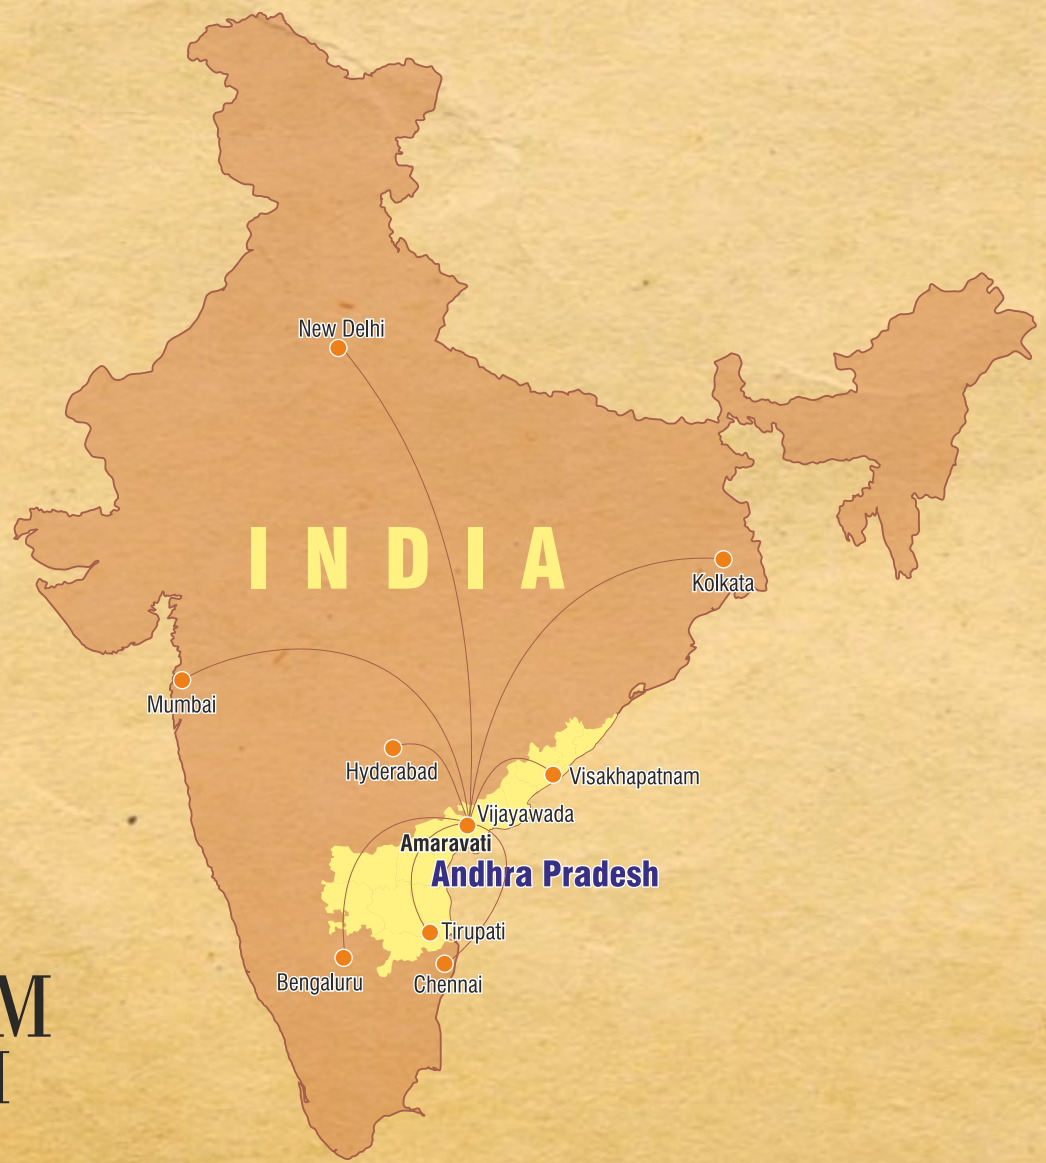 New Delhi
INDIA
Kolkata
Mumbai
Hyderabad
Visakhapatnam
Vijayawada
Amaravati
Andhra Pradesh
Tirupati
Bengaluru
Chennai
M